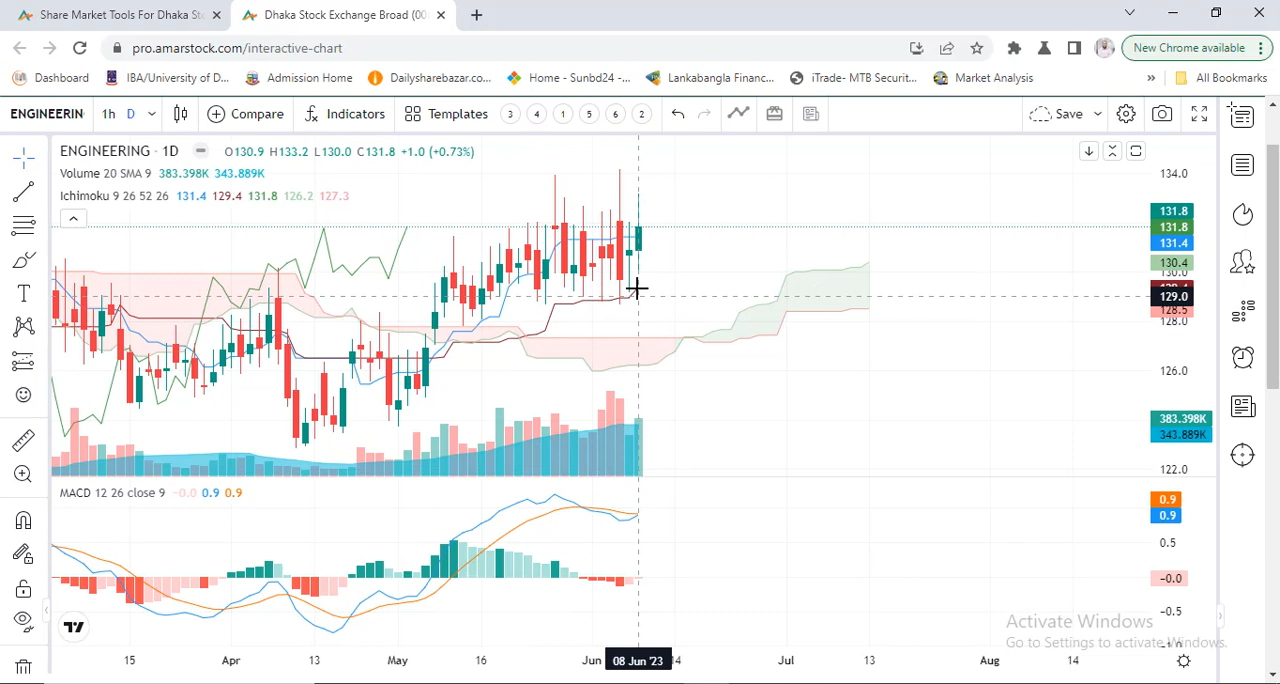 Share Market Tools For Dhaka Sto
Dhaka Stock Exchange Broad (00
pro.amarstock.com/interactive-chart
New Chrome available
Dashboard
IBA/University of D...
Admission Home
Dailysharebazar.co...
Home - Sunbd24 -...
Lankabangla Financ...
iTrade- MTB Securit...
Market Analysis
»
All Bookmarks
ENGINEERIN
1h
D
Compare
Indicators
Templates
3
4
1
5
6
2
Save
ENGINEERING · 1D
O130.9 H133.2 L130.0 C131.8 +1.0 (+0.73%)
Volume 20 SMA 9 383.398K 343.889K
Ichimoku 9 26 52 26 131.4 129.4 131.8 126.2 127.3
134.0
131.8
131.8
131.4
130.4
130.0
129.0
128.5
128.0
126.0
383.398K
343.889K
122.0
MACD 12 26 close 9 -0.0 0.9 0.9
0.9
0.9
0.5
-0.0
-0.5
Activate Windows
Go to Settings to activate Windows.
15
Apr
13
May
16
Jun
08 Jun '23
14
Jul
13
Aug
14